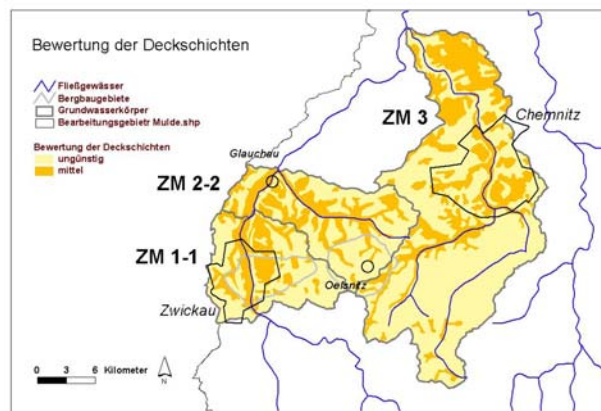 Bewertung der Deckschichten
Fließgewässer
Bergbaugebiete
Grundwasserkörper
Bearbeitungsgebietr Mulde.shp
Bewertung der Deckschichten
ungünstig
mittel
ZM 3
Chemnitz
Glauchau
ZM 2-2
ZM 1-1
Oelsnitz
Zwickau
0 3 6 Kilometer
N